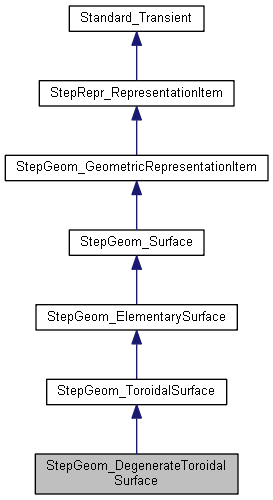 Standard_Transient
StepRepr_RepresentationItem
StepGeom_GeometricRepresentationItem
StepGeom_Surface
StepGeom_ElementarySurface
StepGeom_ToroidalSurface
StepGeom_DegenerateToroidal
Surface